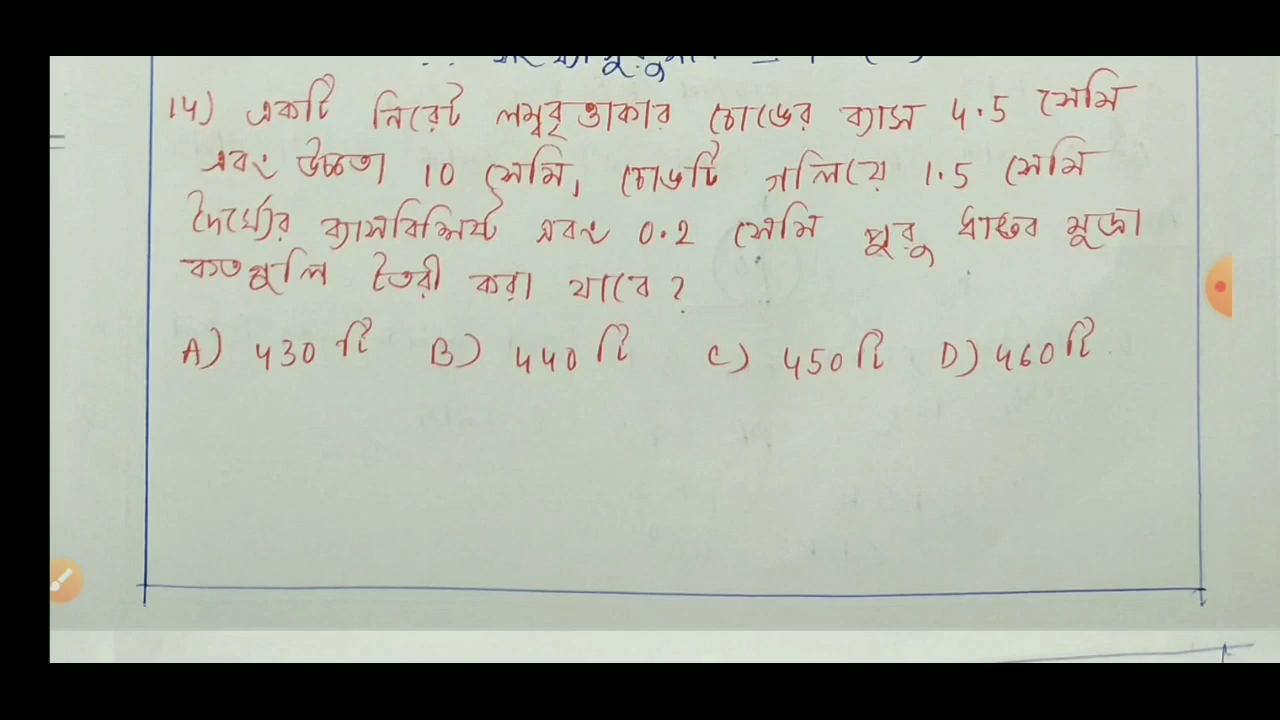 14) একটি নিরেট লম্ববৃত্তাকার চোঙের ব্যাস 4.5 সেমি
এবং উচ্চতা 10 সেমি, চোঙটি গলিয়ে 1.5 সেমি
দৈর্ঘ্যের ব্যাসবিশিষ্ট এবং 0.2 সেমি পুরু ধাতব মুদ্রা
কতগুলি তৈরী করা যাবে ?
A) 430 টি B) 440 টি C) 450 টি D) 460 টি